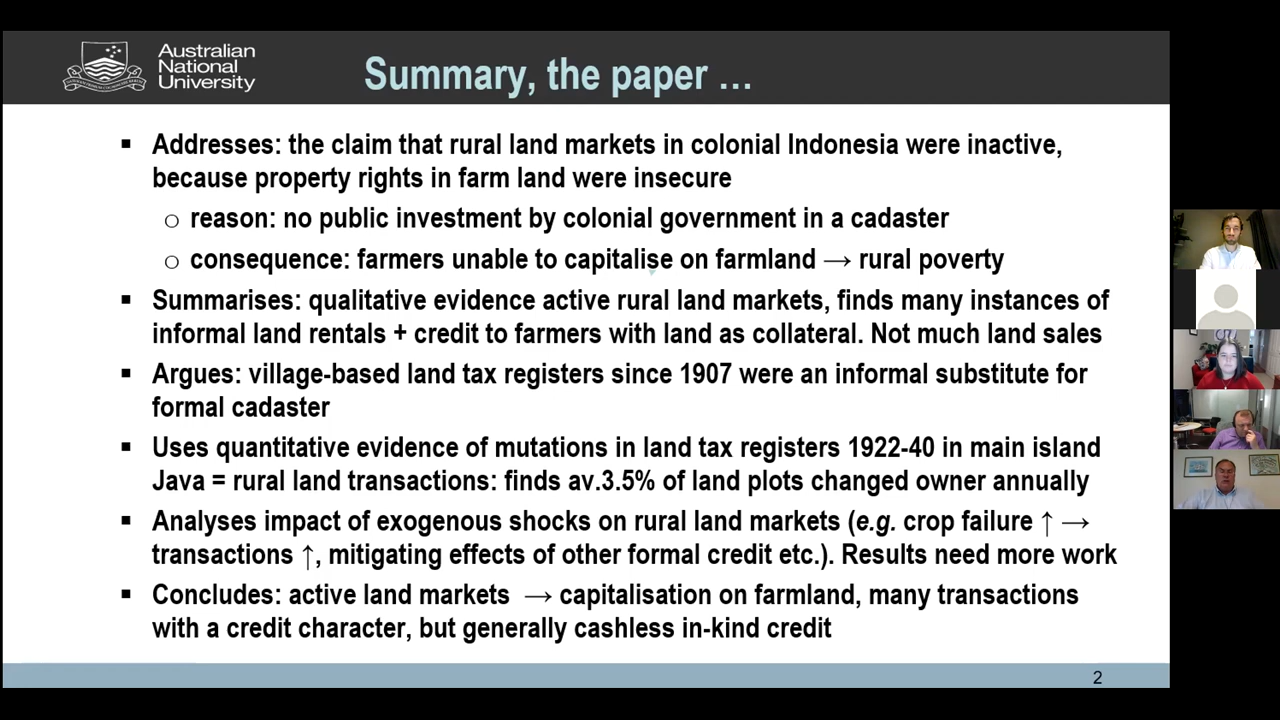 Australian
National
University
Summary, the paper …
▪ Addresses: the claim that rural land markets in colonial Indonesia were inactive,
because property rights in farm land were insecure
o reason: no public investment by colonial government in a cadaster
o consequence: farmers unable to capitalise on farmland → rural poverty
▪ Summarises: qualitative evidence active rural land markets, finds many instances of
informal land rentals + credit to farmers with land as collateral. Not much land sales
▪ Argues: village-based land tax registers since 1907 were an informal substitute for
formal cadaster
▪ Uses quantitative evidence of mutations in land tax registers 1922-40 in main island
Java = rural land transactions: finds av.3.5% of land plots changed owner annually
▪ Analyses impact of exogenous shocks on rural land markets (e.g. crop failure ↑ →
transactions ↑, mitigating effects of other formal credit etc.). Results need more work
▪ Concludes: active land markets → capitalisation on farmland, many transactions
with a credit character, but generally cashless in-kind credit
2